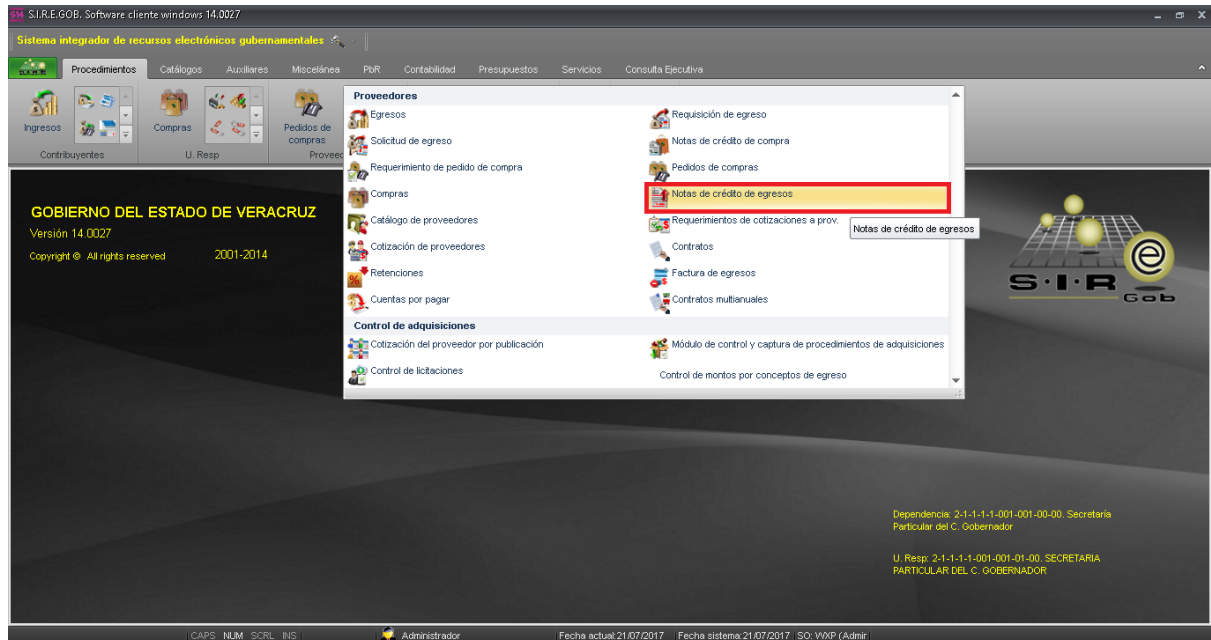 S14 S.I.R.E.GOB. Software cliente windows 14.0027
Sistema integrador de recursos electrónicos gubernamentales
Procedimientos Catálogos Auxiliares Miscelánea PbR Contabilidad Presupuestos Servicios Consulta Ejecutiva
Ingresos
Contribuyentes
Compras
U. Resp
Pedidos de
compras
Provee
Proveedores
Egresos
Requisición de egreso
Solicitud de egreso
Notas de crédito de compra
Requerimiento de pedido de compra
Pedidos de compras
Compras
Notas de crédito de egresos
Catálogo de proveedores
Requerimientos de cotizaciones a prov.
Notas de crédito de egresos
Cotización de proveedores
Contratos
Retenciones
Factura de egresos
Cuentas por pagar
Contratos multianuales
Control de adquisiciones
Cotización del proveedor por publicación
Módulo de control y captura de procedimientos de adquisiciones
Control de licitaciones
Control de montos por conceptos de egreso
GOBIERNO DEL ESTADO DE VERACRUZ
Versión 14.0027
Copyright © All rights reserved 2001-2014
S·I·R e
Gob
Dependencia: 2-1-1-1-1-001-001-00-00. Secretaría
Particular del C. Gobernador
U. Resp: 2-1-1-1-1-001-001-01-00. SECRETARIA
PARTICULAR DEL C. GOBERNADOR
CAPS NUM SCRL INS Administrador Fecha actual:21/07/2017 Fecha sistema:21/07/2017 SO: WXP (Admir